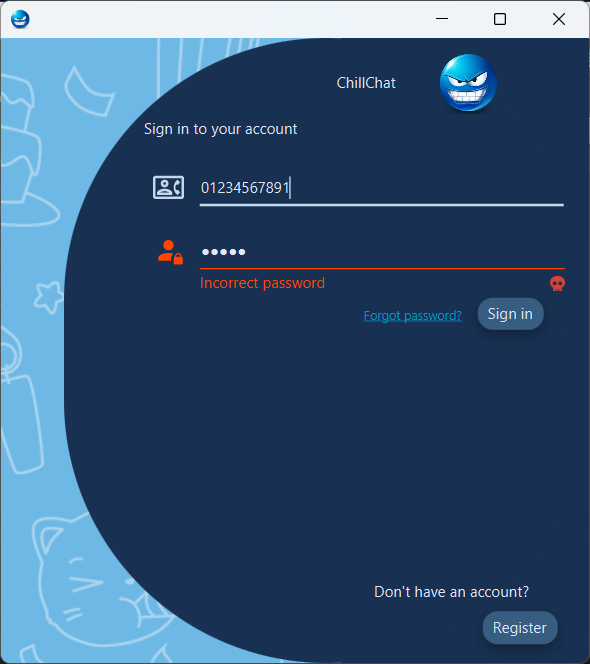 ChillChat
Sign in to your account
01234567891
•••••
Incorrect password
Forgot password?
Sign in
Don't have an account?
Register